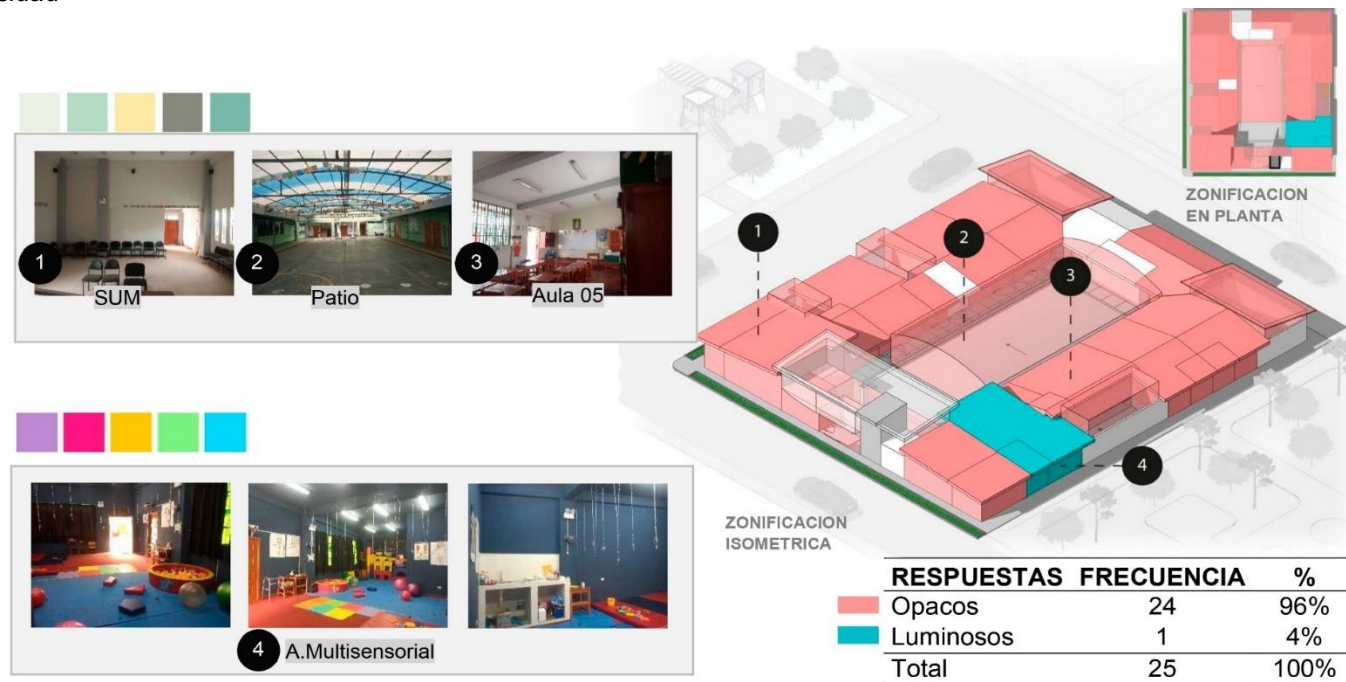 ZONIFICACION
EN PLANTA
1
SUM
2
Patio
3
Aula 05
1
2
3
4
4
A.Multisensorial
ZONIFICACION
ISOMETRICA
RESPUESTAS FRECUENCIA %
Opacos 24 96%
Luminosos 1 4%
Total 25 100%